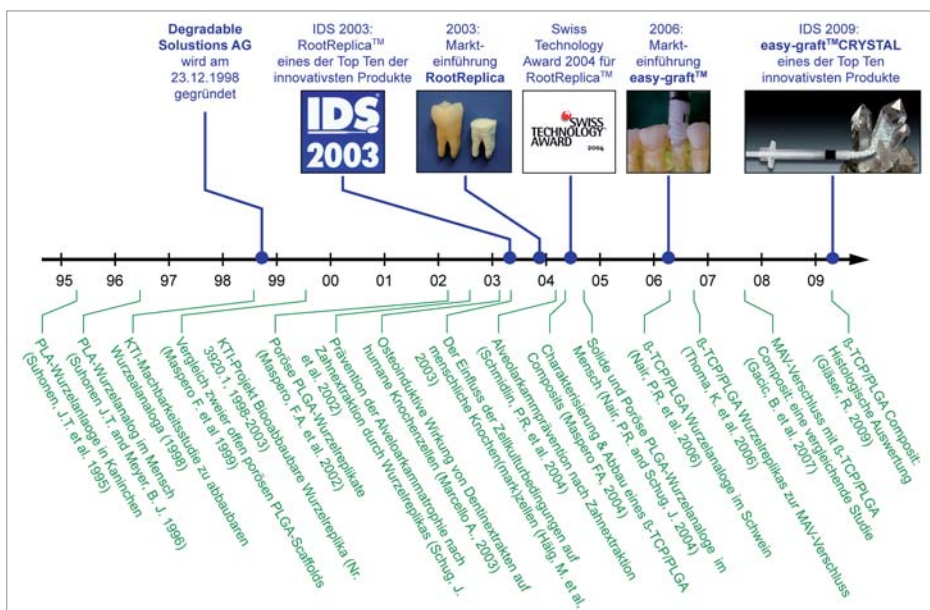 Degradable
Solustions AG
wird am
23.12.1998
gegründet
IDS 2003:
RootReplica™
eines der Top Ten der
innovativsten Produkte
IDS
2003
2003:
Markt-
einführung
RootReplica
Swiss
Technology
Award 2004 für
RootReplica™
SWISS
TECHNOLOGY
AWARD
2004
2006:
Markt-
einführung
easy-graft™
IDS 2009:
easy-graft™CRYSTAL
eines der Top Ten
innovativsten Produkte
95 96 97 98 99 00 01 02 03 04 05 06 07 08 09
PLA-Wurzelanaloge in Kaninchen
(Suhonen, J.T. et al. 1995)
PLA-Wurzelanalog im Mensch
(Suhonen J.T. and Meyer, B. J. 1996)
KTI-Machbarkeitsstudie zu abbaubaren
Wurzealanoga (1998)
Vergleich zweier offen porösen PLGA-Scaffolds
(Maspero F. et al 1999)
KTI-Projekt Bioabbaubare Wurzelreplika (Nr.
3920.1, 1998-2003)
Poröse PLGA-Wurzelreplikate
(Maspero, F.A. et al. 2002)
Prävention der Alvelarkammatrophie nach
Zahnextraktion durch Wurzelreplikas (Schug, J.
et al. 2002)
Osteoinduktive Wirkung von Dentinextrakten auf
humane Knochenzellen (Marcello A., 2003)
Der Einfluss der Zellkulturbedingungen auf
menschliche Knochen(mark)zellen (Hälg, M. et al.
2003)
Alveolarkammprävention nach Zahnextraktion
(Schmidlin, P.R. et al. 2004)
Charakterisierung & Abbau eines ß-TCP/PLGA
Composits (Maspero FA, 2004)
Solide und Poröse PLGA-Wurzelanaloge im
Mensch (Nair P.R. and Schug, J. 2004)
ß-TCP/PLGA Wurzelanaloge im Schwein
(Nair, P.R. et al. 2006)
ß-TCP/PLGA Wurzelreplikas zur MAV-Verschluss
(Thoma, K. et al. 2006)
MAV-Verschluss mit ß-TCP/PLGA
Composit: eine vergleichende Studie
(Gacic, B. et al. 2007)
ß-TCP/PLGA Composit:
Histologische Auswertung
(Gläser, R. 2009)